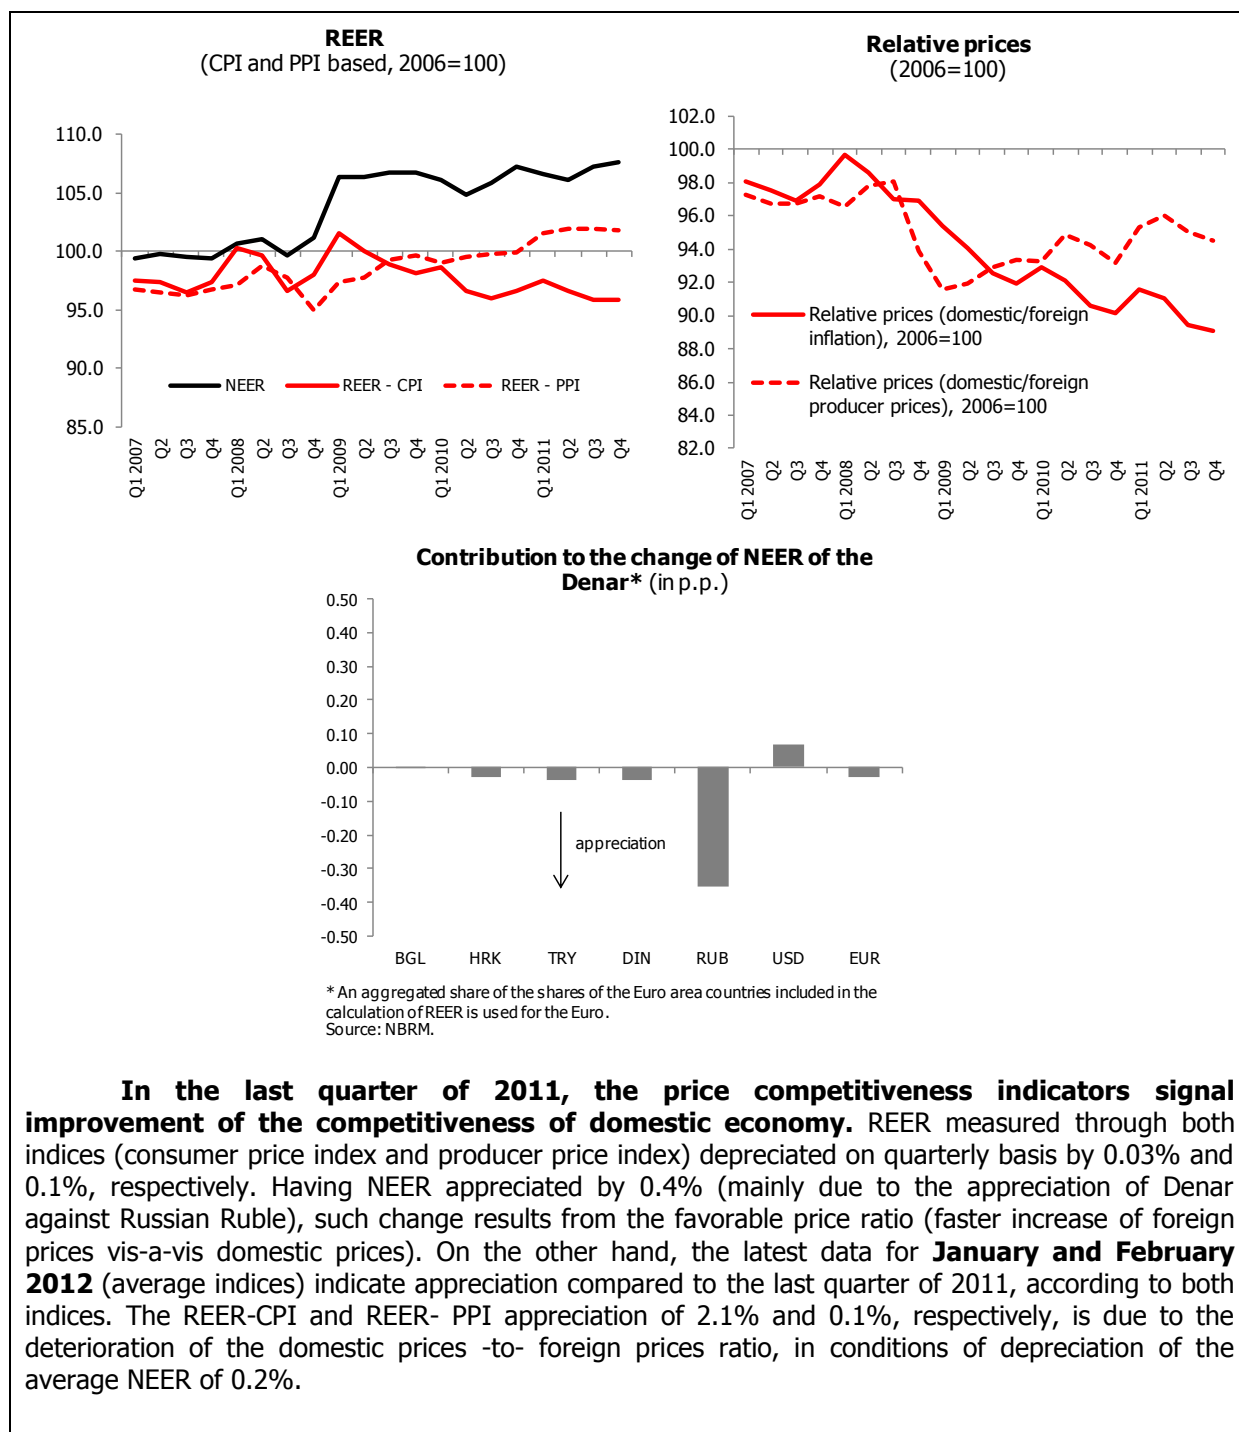 REER
(CPI and PPI based, 2006=100)
110.0
105.0
100.0
95.0
90.0
85.0
NEER
REER - CPI
REER - PPI
Q1 2007
Q2
Q3
Q4
Q1 2008
Q2
Q3
Q4
Q1 2009
Q2
Q3
Q4
Q1 2010
Q2
Q3
Q4
Q1 2011
Q2
Q3
Q4
Relative prices
(2006=100)
102.0
100.0
98.0
96.0
94.0
92.0
90.0
88.0
86.0
84.0
82.0
Relative prices (domestic/foreign
inflation), 2006=100
Relative prices (domestic/foreign
producer prices), 2006=100
Q1 2007
Q2
Q3
Q4
Q1 2008
Q2
Q3
Q4
Q1 2009
Q2
Q3
Q4
Q1 2010
Q2
Q3
Q4
Q1 2011
Q2
Q3
Q4
Contribution to the change of NEER of the
Denar* (in p.p.)
0.50
0.40
0.30
0.20
0.10
0.00
-0.10
-0.20
-0.30
-0.40
-0.50
appreciation
BGL
HRK
TRY
DIN
RUB
USD
EUR
* An aggregated share of the shares of the Euro area countries included in the
calculation of REER is used for the Euro.
Source: NBRM.
In the last quarter of 2011, the price competitiveness indicators signal
improvement of the competitiveness of domestic economy. REER measured through both
indices (consumer price index and producer price index) depreciated on quarterly basis by 0.03% and
0.1%, respectively. Having NEER appreciated by 0.4% (mainly due to the appreciation of Denar
against Russian Ruble), such change results from the favorable price ratio (faster increase of foreign
prices vis-a-vis domestic prices). On the other hand, the latest data for January and February
2012 (average indices) indicate appreciation compared to the last quarter of 2011, according to both
indices. The REER-CPI and REER- PPI appreciation of 2.1% and 0.1%, respectively, is due to the
deterioration of the domestic prices -to- foreign prices ratio, in conditions of depreciation of the
average NEER of 0.2%.